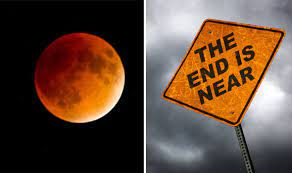 THE
END IS
NEAR